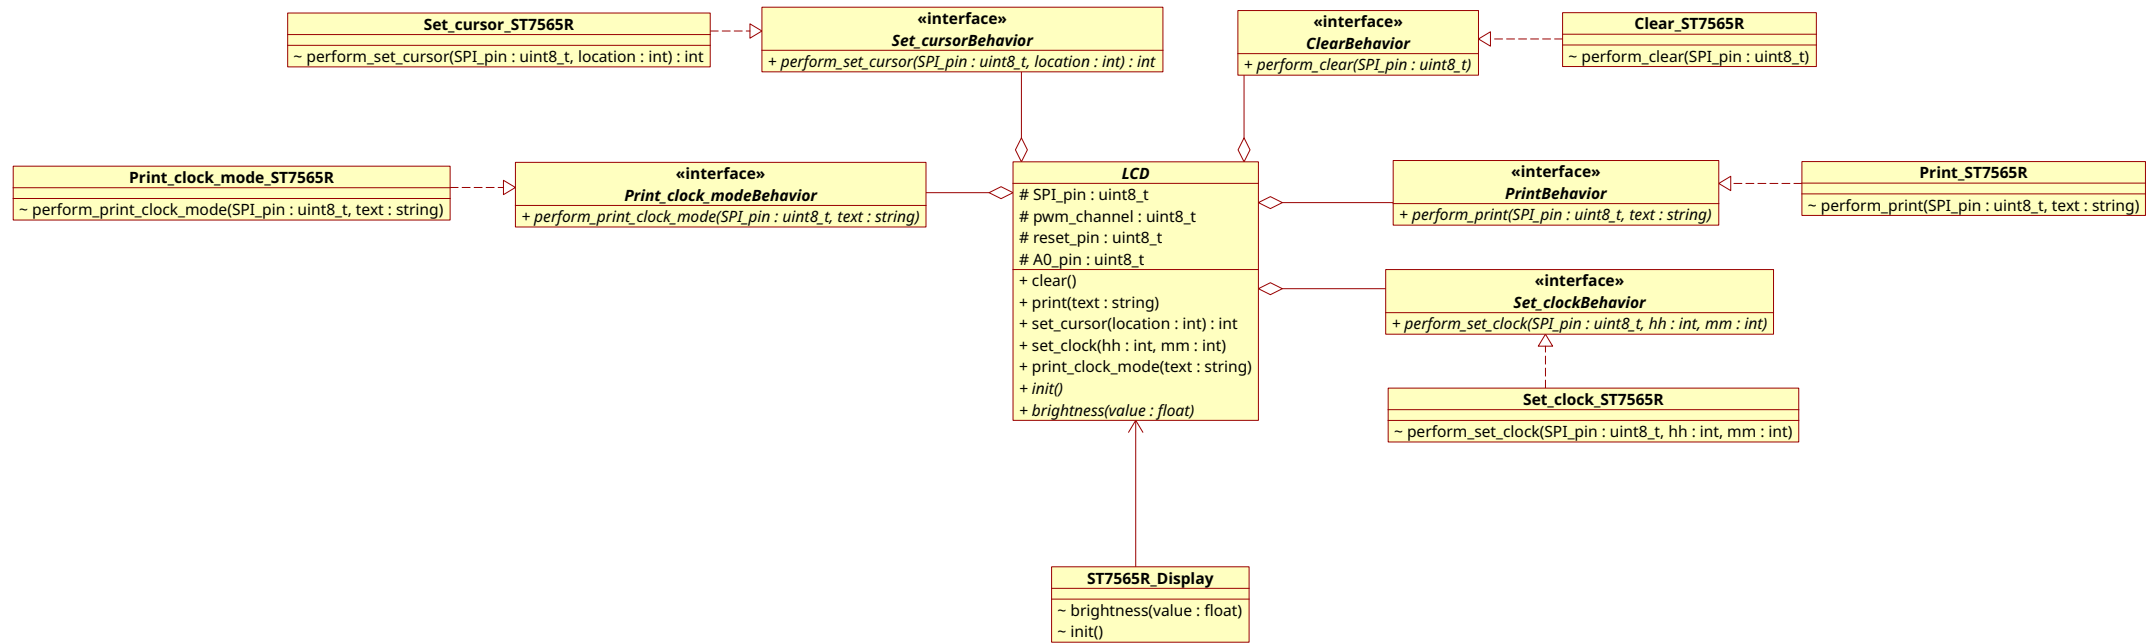 Set_cursor_ST7565R
~ perform_set_cursor(SPI_pin : uint8_t, location : int) : int
«interface»
Set_cursorBehavior
+ perform_set_cursor(SPI_pin : uint8_t, location : int) : int
«interface»
ClearBehavior
+ perform_clear(SPI_pin : uint8_t)
Clear_ST7565R
~ perform_clear(SPI_pin : uint8_t)
Print_clock_mode_ST7565R
~ perform_print_clock_mode(SPI_pin : uint8_t, text : string)
«interface»
Print_clock_modeBehavior
+ perform_print_clock_mode(SPI_pin : uint8_t, text : string)
LCD
# SPI_pin : uint8_t
# pwm_channel : uint8_t
# reset_pin : uint8_t
# A0_pin : uint8_t
+ clear()
+ print(text : string)
+ set_cursor(location : int) : int
+ set_clock(hh : int, mm : int)
+ print_clock_mode(text : string)
+ init()
+ brightness(value : float)
«interface»
PrintBehavior
+ perform_print(SPI_pin : uint8_t, text : string)
Print_ST7565R
~ perform_print(SPI_pin : uint8_t, text : string)
«interface»
Set_clockBehavior
+ perform_set_clock(SPI_pin : uint8_t, hh : int, mm : int)
Set_clock_ST7565R
~ perform_set_clock(SPI_pin : uint8_t, hh : int, mm : int)
ST7565R_Display
~ brightness(value : float)
~ init()